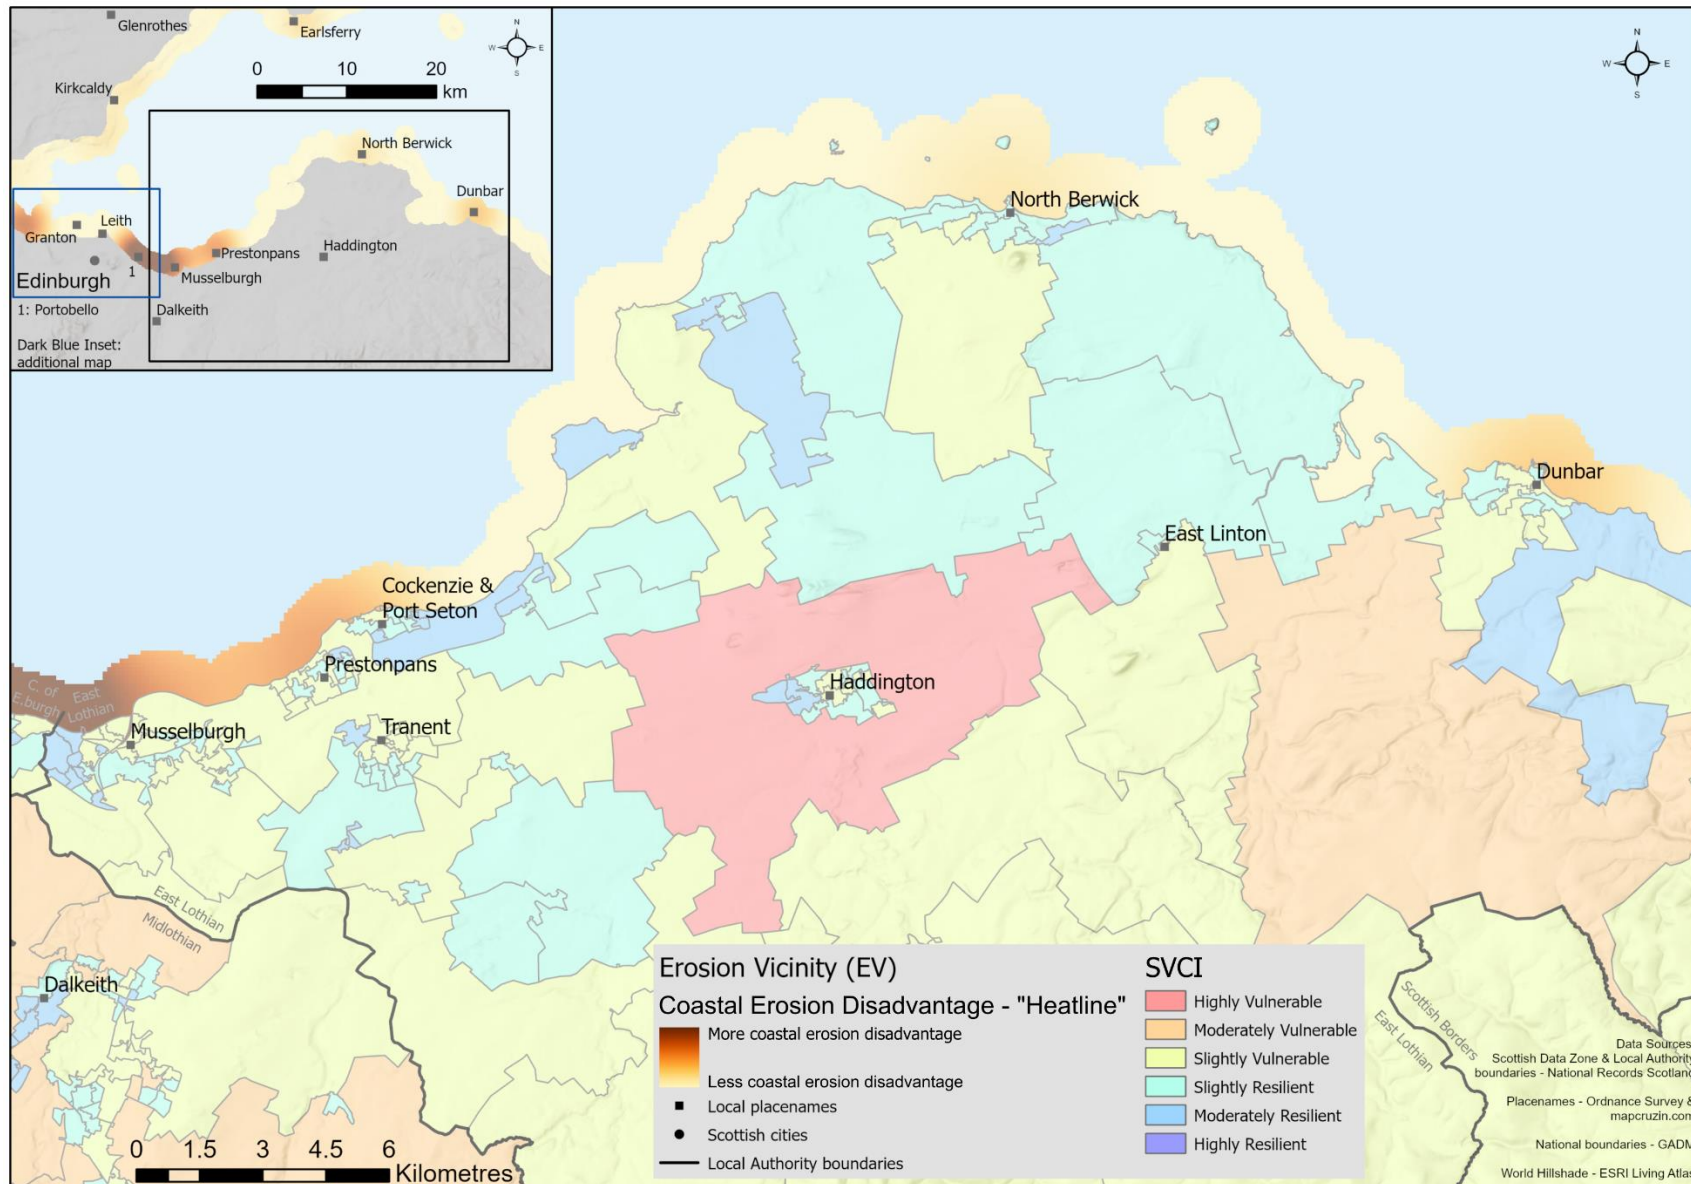 Glenrothes
Earlsferry
N
W
E
S
0 10 20
km
Kirkcaldy
North Berwick
Dunbar
Leith
Granton
Haddington
Prestonpans
1
Musselburgh
Edinburgh
1: Portobello
Dalkeith
Dark Blue Inset:
additional map
N
W
E
S
North Berwick
Dunbar
East Linton
Cockenzie &
Port Seton
Prestonpans
Haddington
C. of
E.burgh
East
Lothian
Musselburgh
Tranent
East Lothian
Midlothian
Dalkeith
Scottish Borders
East Lothian
Erosion Vicinity (EV)
Coastal Erosion Disadvantage - "Heatline"
More coastal erosion disadvantage
Less coastal erosion disadvantage
Local placenames
Scottish cities
Local Authority boundaries
SVCI
Highly Vulnerable
Moderately Vulnerable
Slightly Vulnerable
Slightly Resilient
Moderately Resilient
Highly Resilient
0 1.5 3 4.5 6
Kilometres
Data Sources
Scottish Data Zone & Local Authority
boundaries - National Records Scotland
Placenames - Ordnance Survey &
mapcruzin.com
National boundaries - GADM
World Hillshade - ESRI Living Atlas